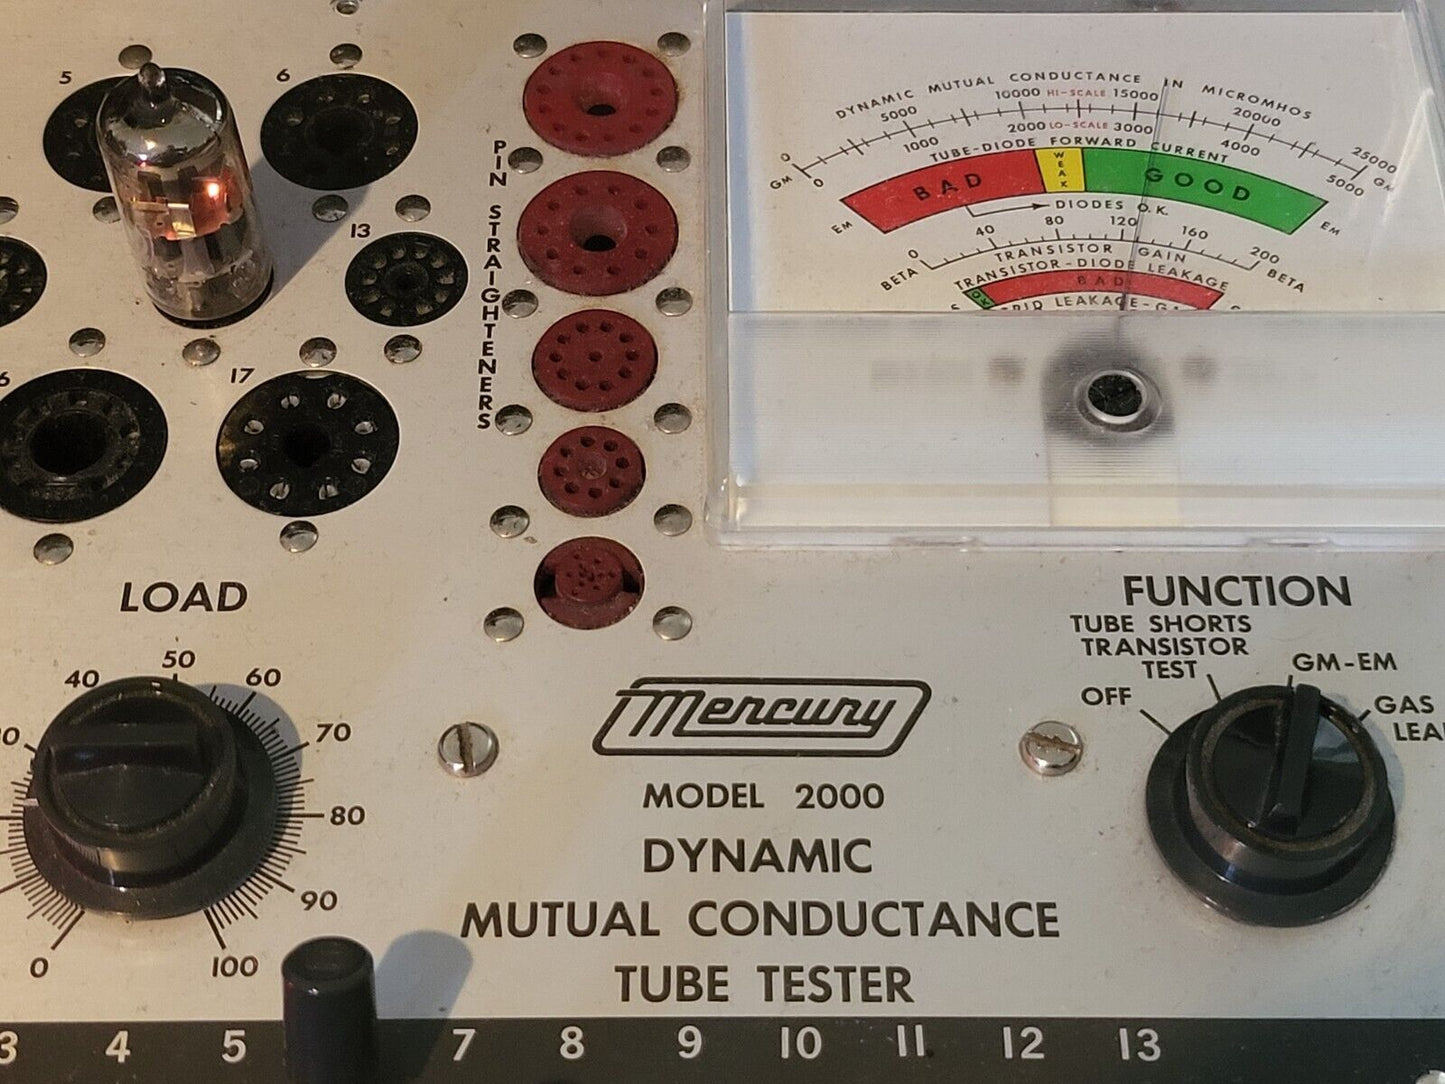 5
6
13
6
17
PIN STRAIGHTENERS
DYNAMIC MUTUAL CONDUCTANCE IN MICROMHOS
0 5000 10000 HI-SCALE 15000 20000 25000
GM 0 1000 2000 LO-SCALE 3000 4000 5000 GM
TUBE-DIODE FORWARD CURRENT
EM BAD WEAK GOOD EM
DIODES O.K.
BETA 0 40 80 120 160 200 BETA
TRANSISTOR GAIN
TRANSISTOR-DIODE LEAKAGE
OK BAD
LEAKAGE-
LOAD
0
40
50
60
70
80
90
100
FUNCTION
TUBE SHORTS
TRANSISTOR
TEST
OFF
GM-EM
GAS
LEA
Mercury
MODEL 2000
DYNAMIC
MUTUAL CONDUCTANCE
TUBE TESTER
3 4 5 7 8 9 10 11 12 13